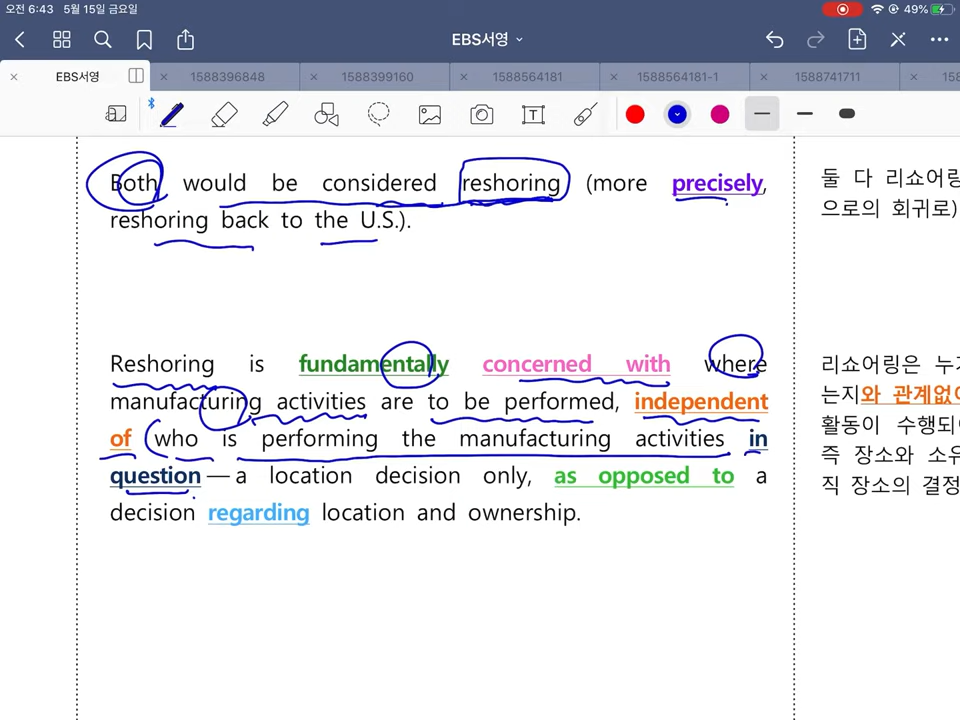 오전 6:43 5월 15일 금요일
49%
EBS서영
EBS서영
1588396848
1588399160
1588564181
1588564181-1
1588741711
Both would be considered reshoring (more precisely,
reshoring back to the U.S.).
둘 다 리쇼어링
으로의 회귀로)
Reshoring is fundamentally concerned with where
manufacturing activities are to be performed, independent
of who is performing the manufacturing activities in
question—a location decision only, as opposed to a
decision regarding location and ownership.
리쇼어링은 누가
는지와 관계없이
활동이 수행되
즉 장소와 소유
직 장소의 결정